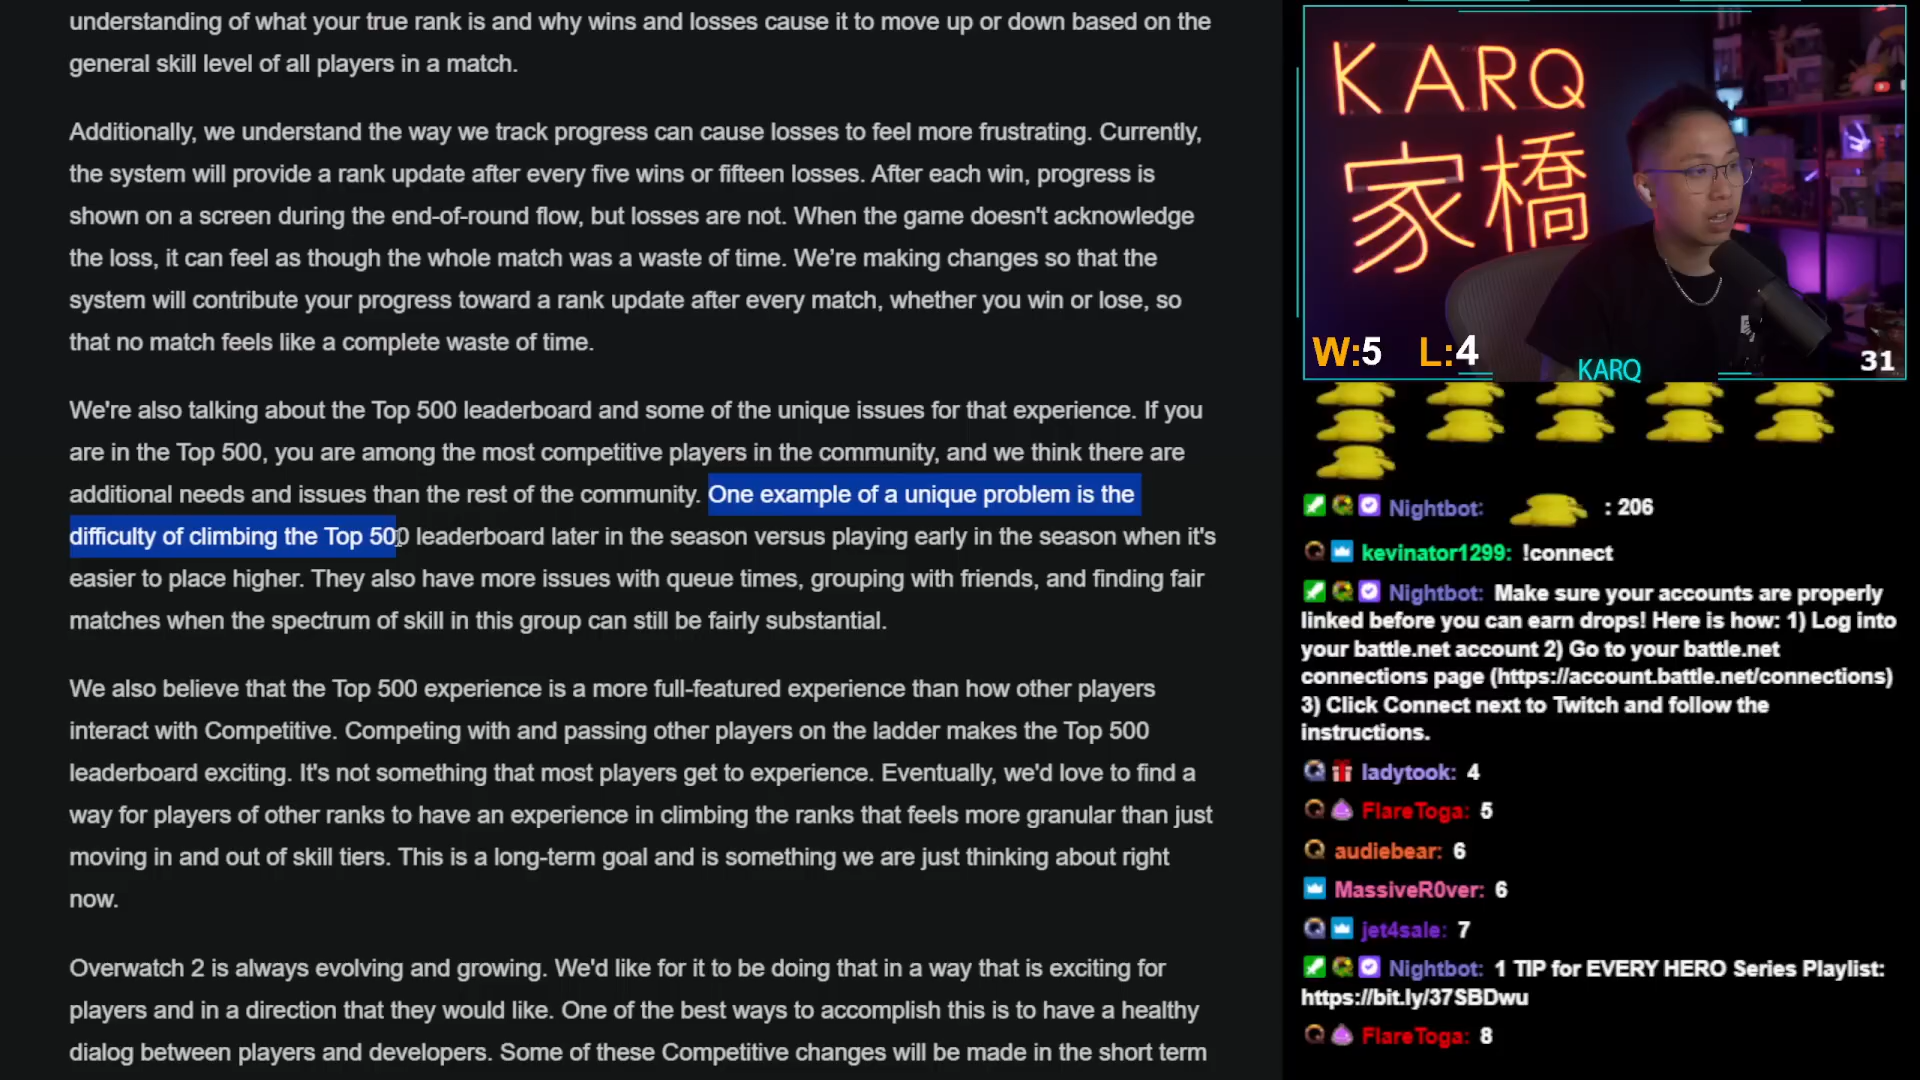 understanding of what your true rank is and why wins and losses cause it to move up or down based on the
general skill level of all players in a match.
Additionally, we understand the way we track progress can cause losses to feel more frustrating. Currently,
the system will provide a rank update after every five wins or fifteen losses. After each win, progress is
shown on a screen during the end-of-round flow, but losses are not. When the game doesn't acknowledge
the loss, it can feel as though the whole match was a waste of time. We're making changes so that the
system will contribute your progress toward a rank update after every match, whether you win or lose, so
that no match feels like a complete waste of time.
We're also talking about the Top 500 leaderboard and some of the unique issues for that experience. If you
are in the Top 500, you are among the most competitive players in the community, and we think there are
additional needs and issues than the rest of the community. One example of a unique problem is the
difficulty of climbing the Top 500 leaderboard later in the season versus playing early in the season when it's
easier to place higher. They also have more issues with queue times, grouping with friends, and finding fair
matches when the spectrum of skill in this group can still be fairly substantial.
We also believe that the Top 500 experience is a more full-featured experience than how other players
interact with Competitive. Competing with and passing other players on the ladder makes the Top 500
leaderboard exciting. It's not something that most players get to experience. Eventually, we'd love to find a
way for players of other ranks to have an experience in climbing the ranks that feels more granular than just
moving in and out of skill tiers. This is a long-term goal and is something we are just thinking about right
now.
Overwatch 2 is always evolving and growing. We'd like for it to be doing that in a way that is exciting for
players and in a direction that they would like. One of the best ways to accomplish this is to have a healthy
dialog between players and developers. Some of these Competitive changes will be made in the short term
KARQ
家橋
W:5 L:4
KARQ
31
Nightbot: : 206
kevinator1299: !connect
Nightbot: Make sure your accounts are properly
linked before you can earn drops! Here is how: 1) Log into
your battle.net account 2) Go to your battle.net
connections page (https://account.battle.net/connections)
3) Click Connect next to Twitch and follow the
instructions.
ladytook: 4
FlareToga: 5
audiebear: 6
MassiveR0ver: 6
jet4sale: 7
Nightbot: 1 TIP for EVERY HERO Series Playlist:
https://bit.ly/37SBDwu
FlareToga: 8